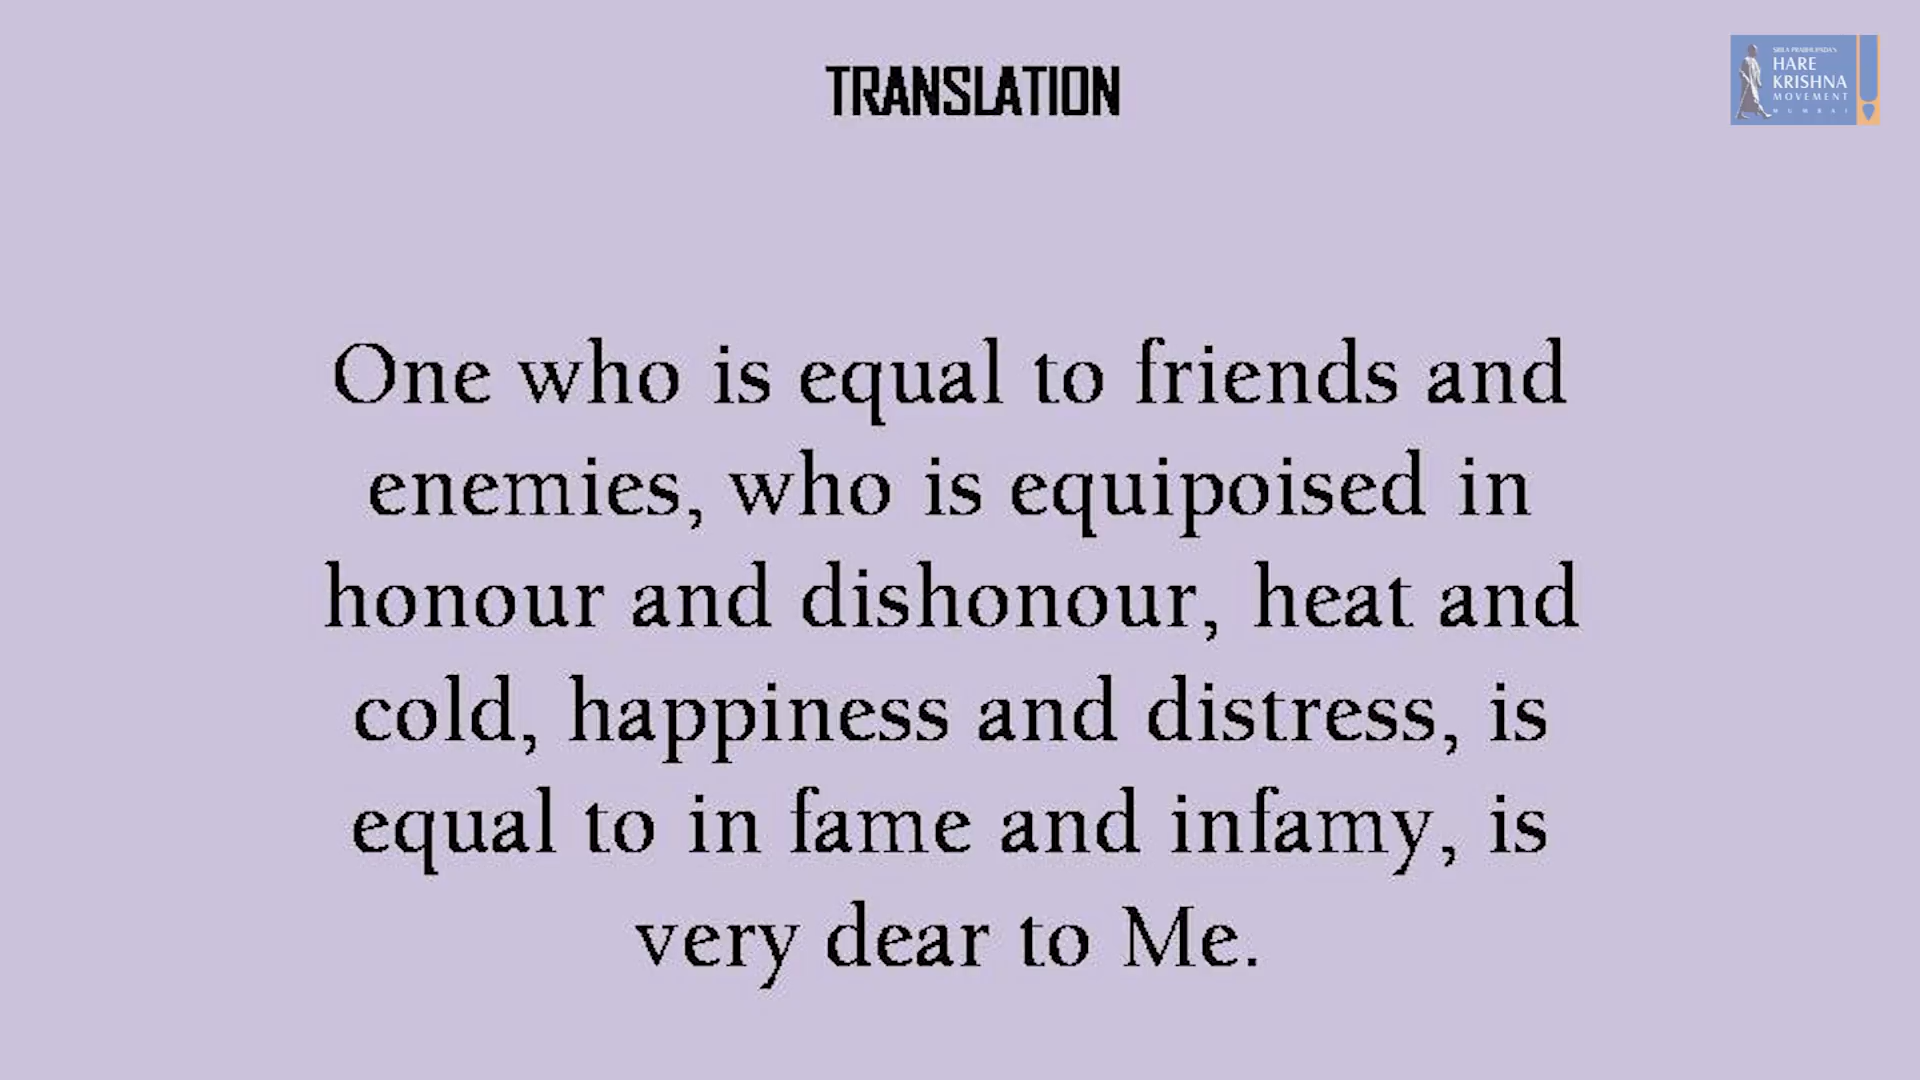 TRANSLATION
SRILA PRABHUPADA'S
HARE
KRISHNA
MOVEMENT
MUMBAI
One who is equal to friends and
enemies, who is equipoised in
honour and dishonour, heat and
cold, happiness and distress, is
equal to in fame and infamy, is
very dear to Me.